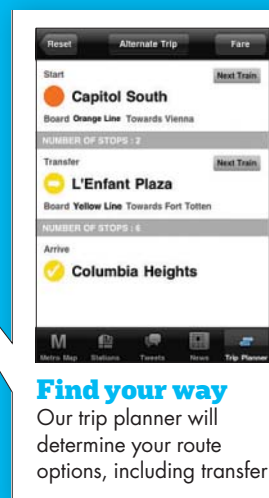 Reset Alternate Trip Fare
Start Next Train
Capitol South
Board Orange Line Towards Vienna
NUMBER OF STOPS : 2
Transfer Next Train
L'Enfant Plaza
Board Yellow Line Towards Fort Totten
NUMBER OF STOPS : 6
Arrive
Columbia Heights
M
Metro Map Stations Tweets News Trip Planner
Find your way
Our trip planner will
determine your route
options, including transfer